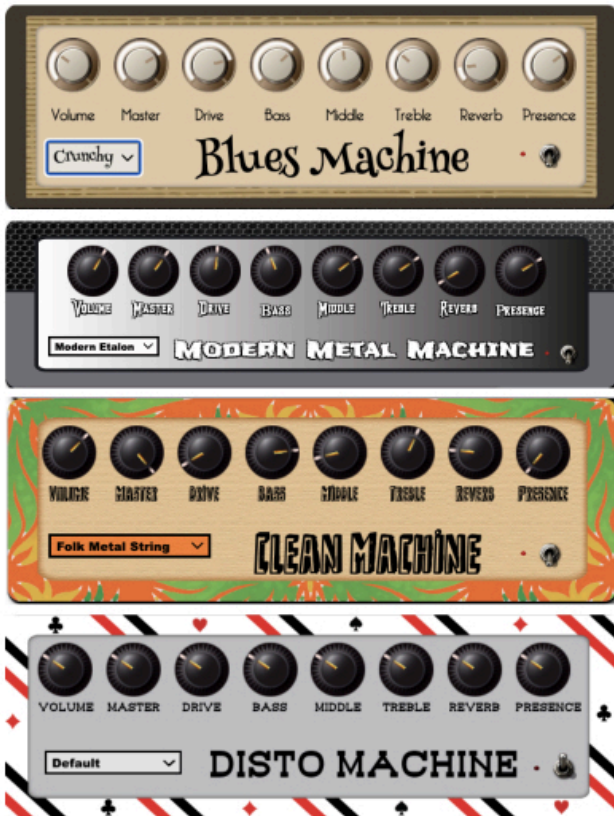 Volume Master Drive Bass Middle Treble Reverb Presence
Crunchy
Blues Machine
Volume Master Drive Bass Middle Treble Reverb Presence
Modern Etalon
Modern Metal Machine
Volume Master Drive Bass Middle Treble Reverb Presence
Folk Metal String
Clean Machine
VOLUME MASTER DRIVE BASS MIDDLE TREBLE REVERB PRESENCE
Default
DISTO MACHINE